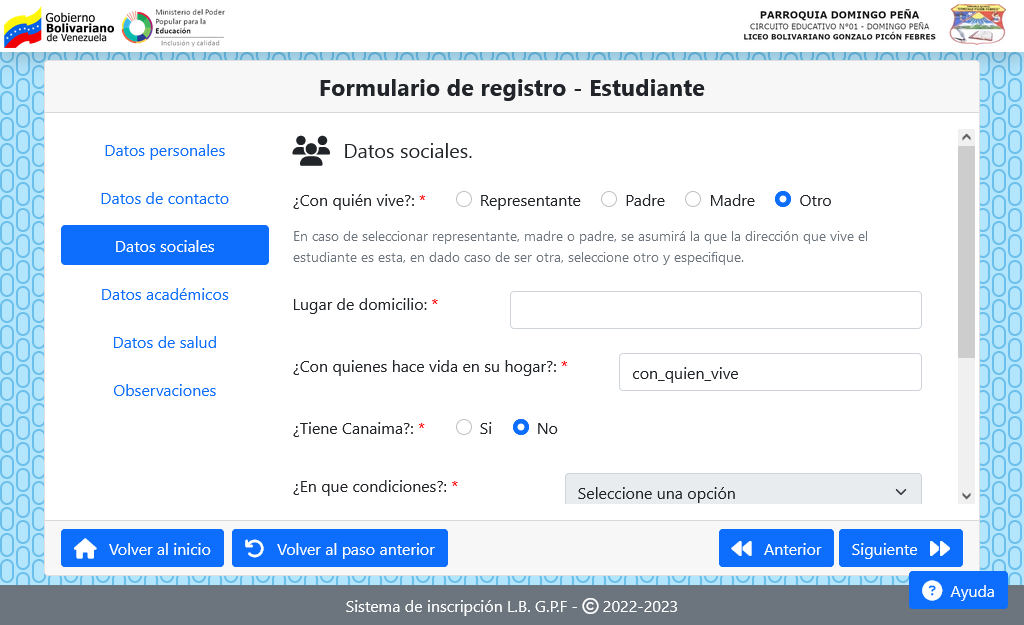 Gobierno
Bolivariano
de Venezuela
Ministerio del Poder
Popular para la
Educación
Inclusión y calidad
PARROQUIA DOMINGO PEÑA
CIRCUITO EDUCATIVO N°01 - DOMINGO PEÑA
LICEO BOLIVARIANO GONZALO PICÓN FEBRES
Formulario de registro - Estudiante
Datos personales
Datos de contacto
Datos sociales
Datos académicos
Datos de salud
Observaciones
Datos sociales.
¿Con quién vive?: * Representante Padre Madre Otro
En caso de seleccionar representante, madre o padre, se asumirá la que la dirección que vive el
estudiante es esta, en dado caso de ser otra, seleccione otro y especifique.
Lugar de domicilio: *
¿Con quienes hace vida en su hogar?: * con_quien_vive
¿Tiene Canaima?: * Si No
¿En que condiciones?: * Seleccione una opción
Volver al inicio Volver al paso anterior Anterior Siguiente
Ayuda
Sistema de inscripción L.B. G.P.F - © 2022-2023